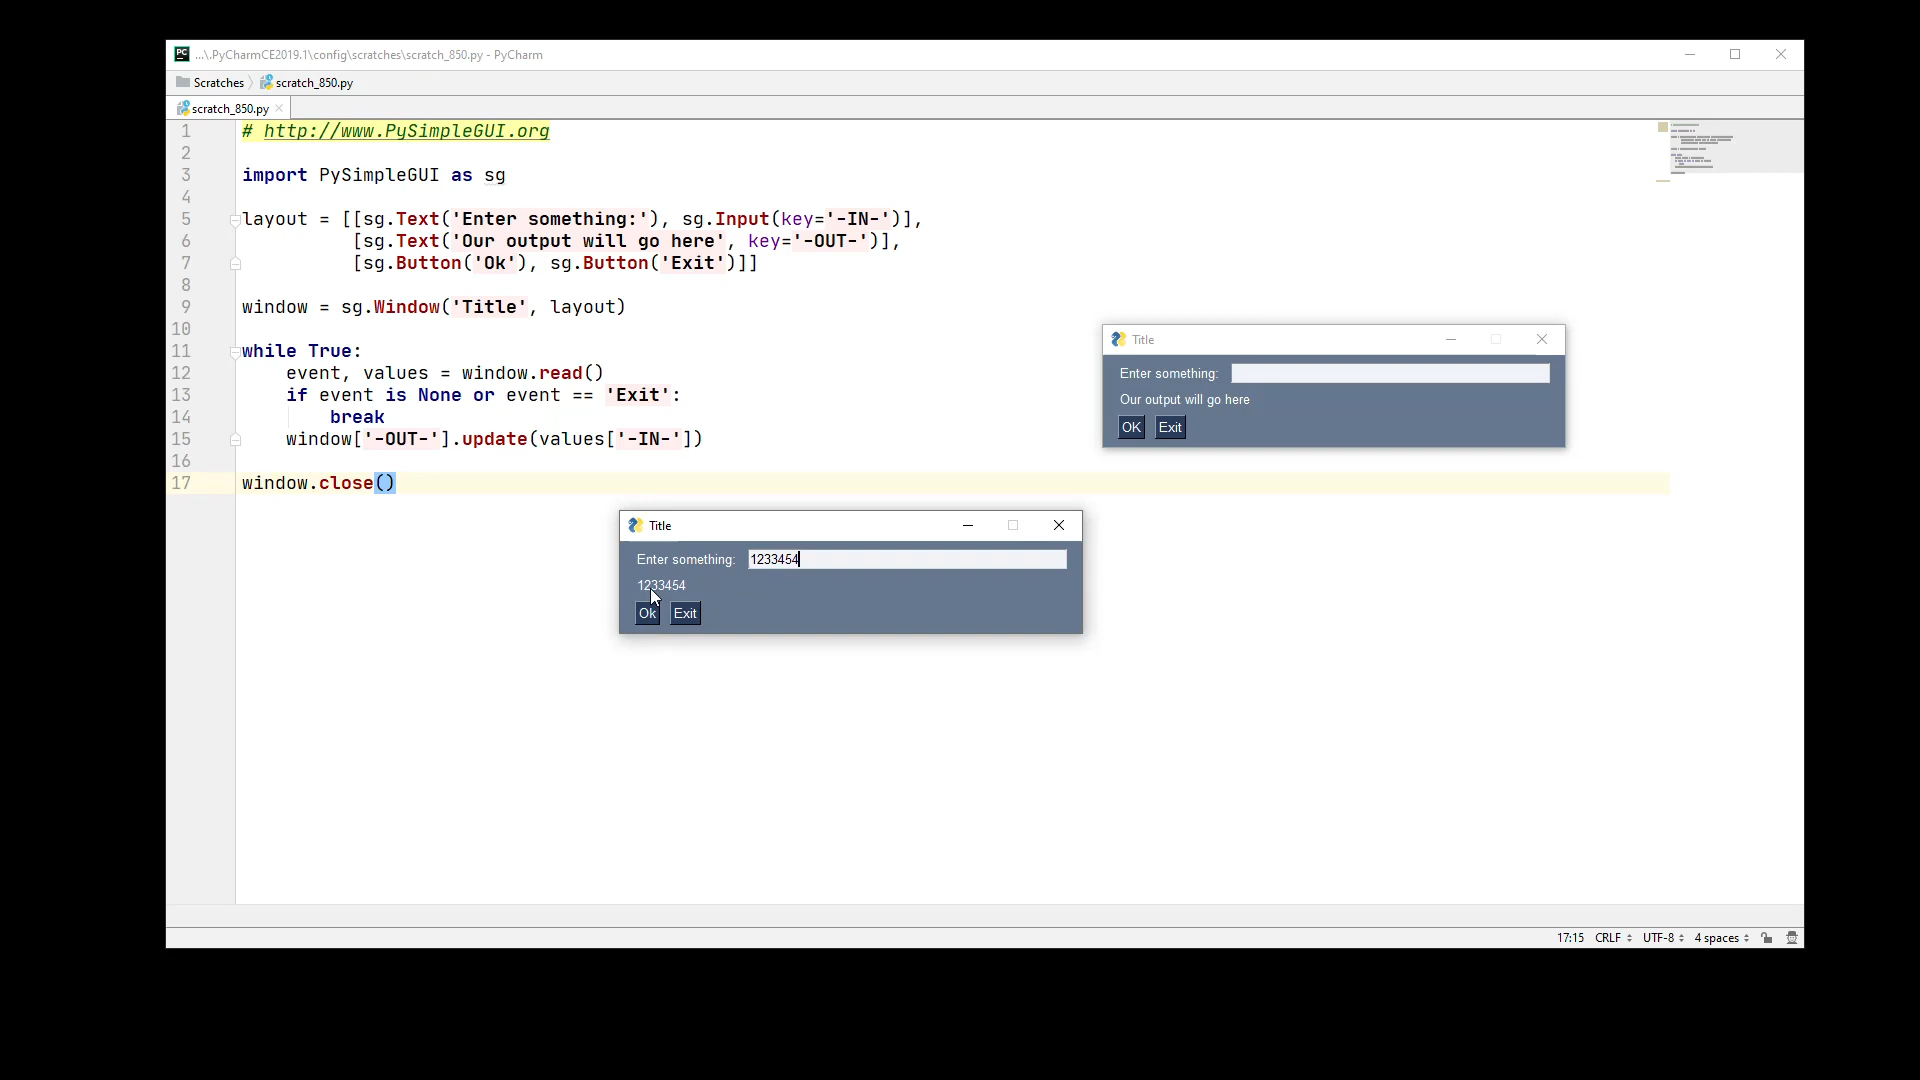 ...\.PyCharmCE2019.1\config\scratches\scratch_850.py - PyCharm
Scratches scratch_850.py
scratch_850.py
1 # http://www.PySimpleGUI.org
2
3 import PySimpleGUI as sg
4
5 layout = [[sg.Text('Enter something:'), sg.Input(key='-IN-')],
6 [sg.Text('Our output will go here', key='-OUT-')],
7 [sg.Button('Ok'), sg.Button('Exit')]]
8
9 window = sg.Window('Title', layout)
10
11 while True:
12 event, values = window.read()
13 if event is None or event == 'Exit':
14 break
15 window['-OUT-'].update(values['-IN-'])
16
17 window.close()
Title
Enter something:
Our output will go here
OK Exit
Title
Enter something: 1233454
1233454
Ok Exit
17:15 CRLF UTF-8 4 spaces